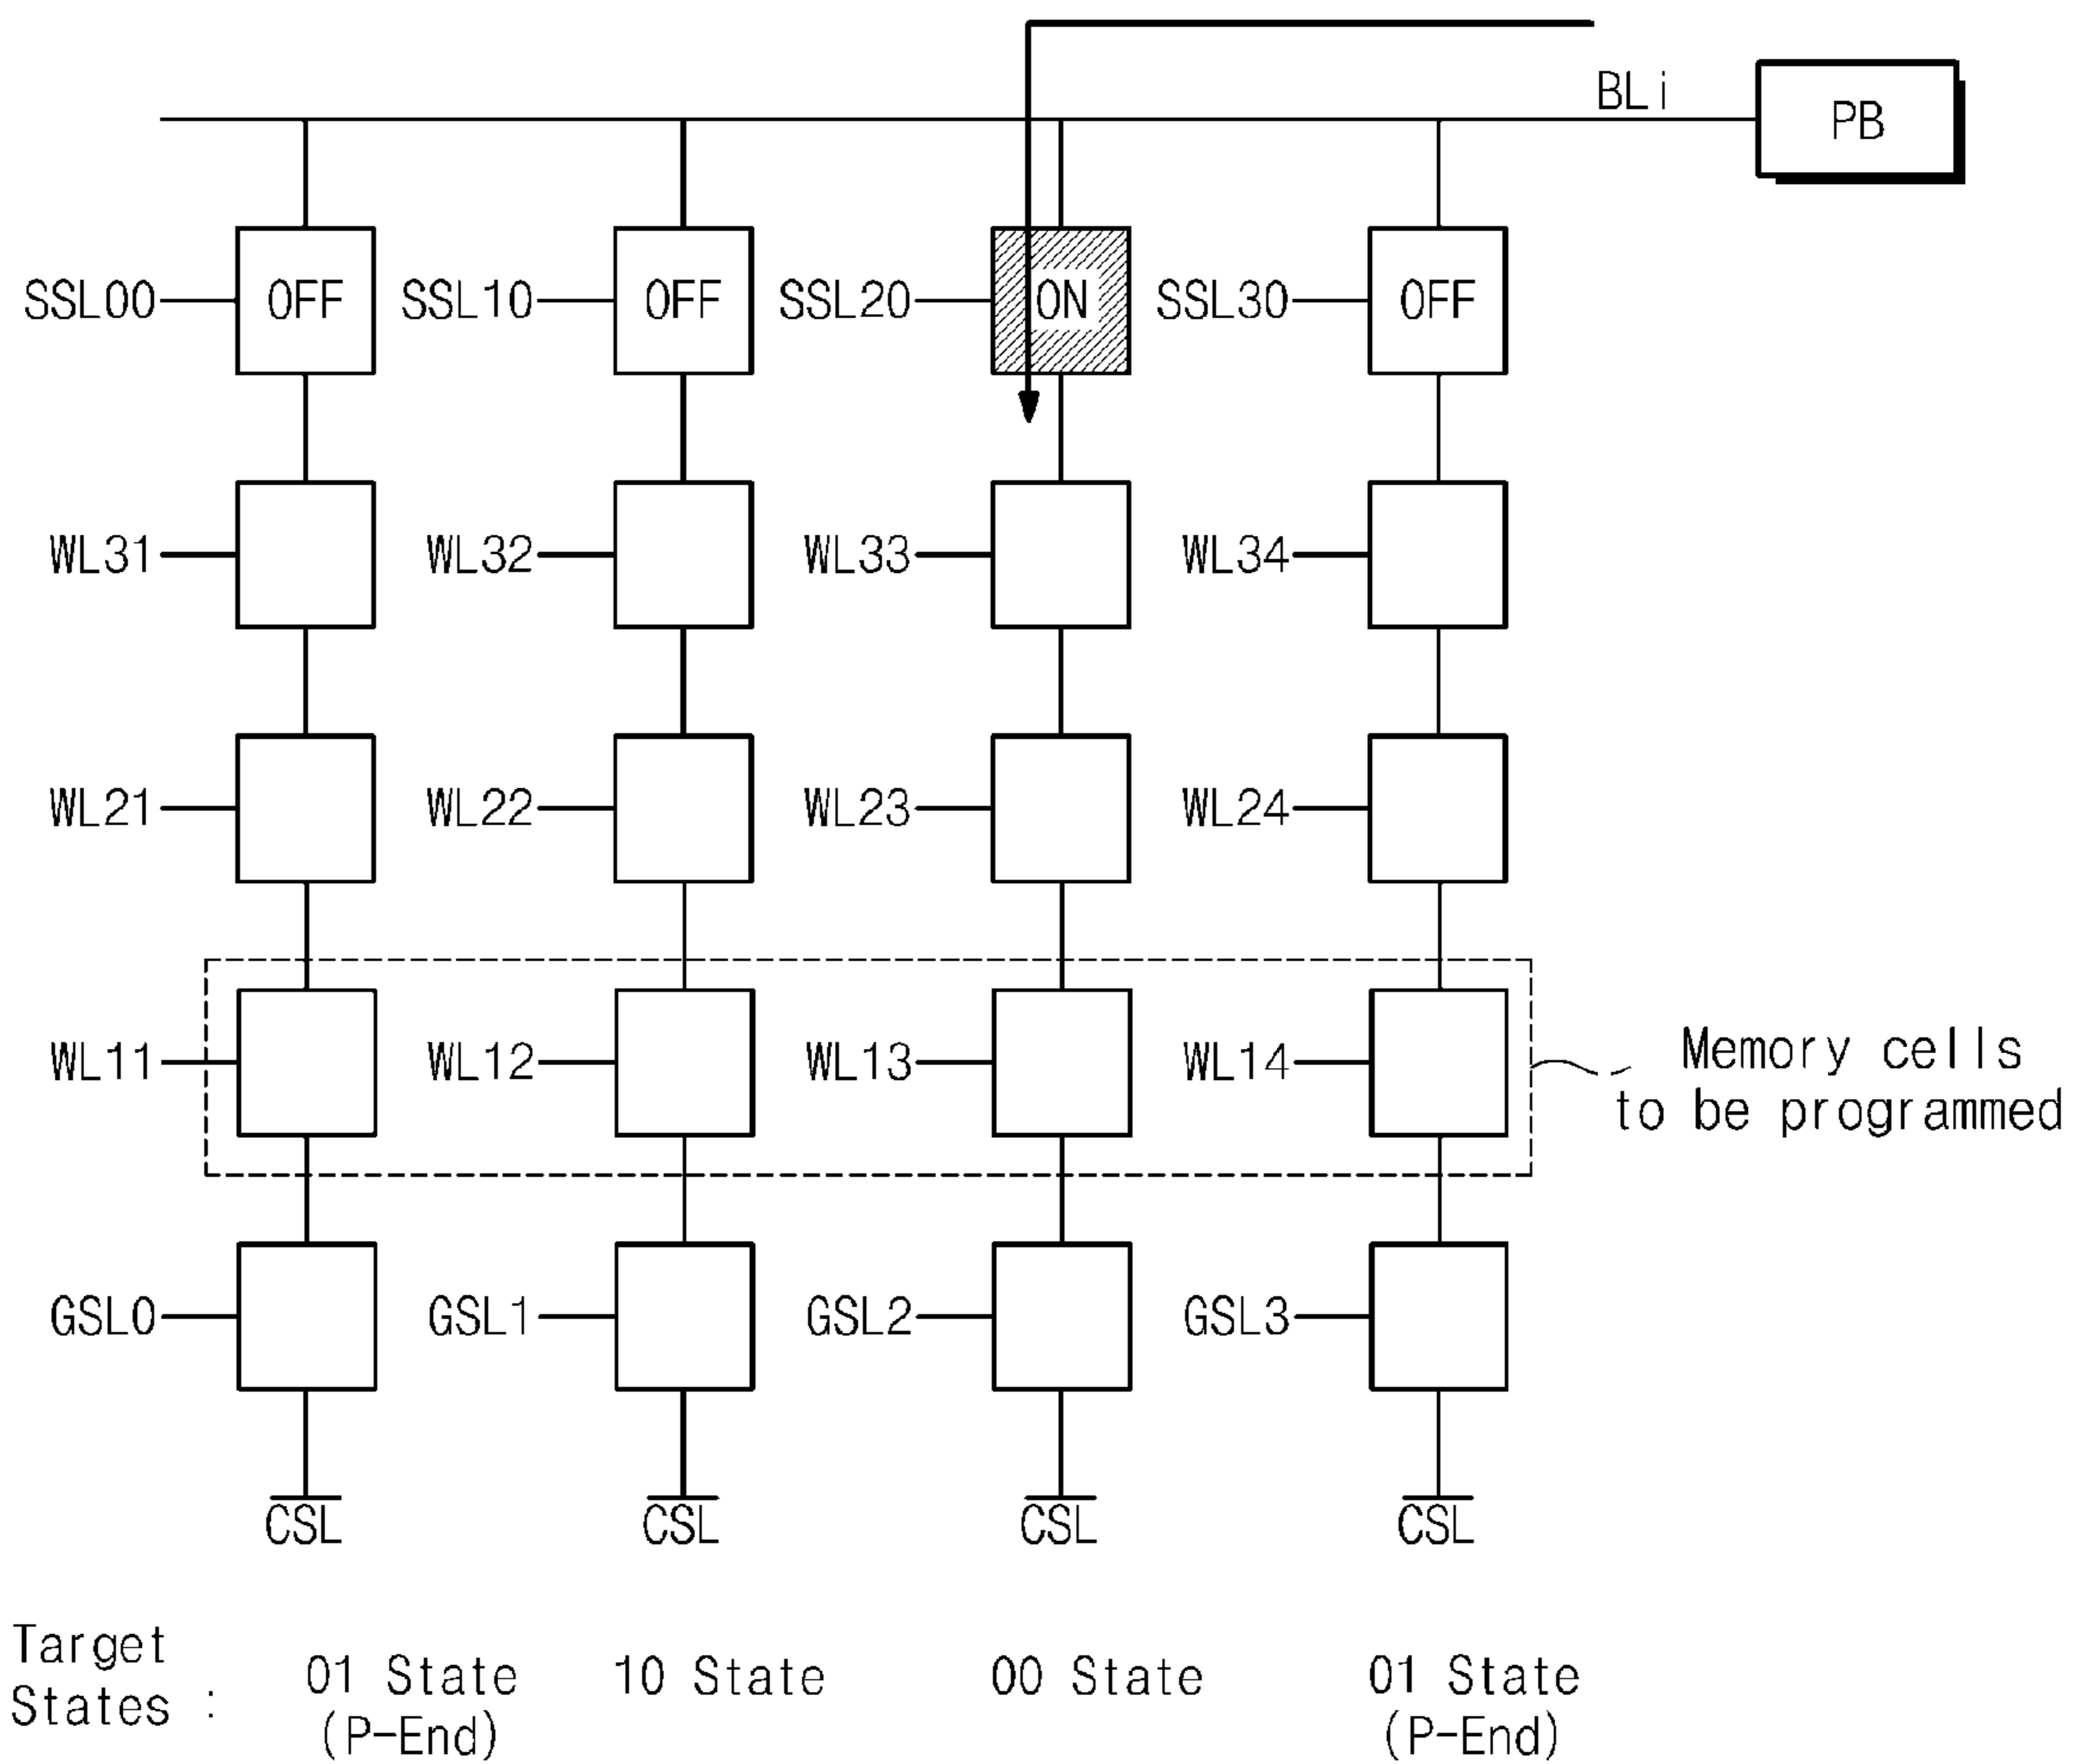 BLi
PB
SSL00 OFF SSL10 OFF SSL20 ON SSL30 OFF
WL31 WL32 WL33 WL34
WL21 WL22 WL23 WL24
WL11 WL12 WL13 WL14
Memory cells
to be programmed
GSL0 GSL1 GSL2 GSL3
CSL CSL CSL CSL
Target
States :
01 State 10 State 00 State 01 State
(P-End) (P-End)